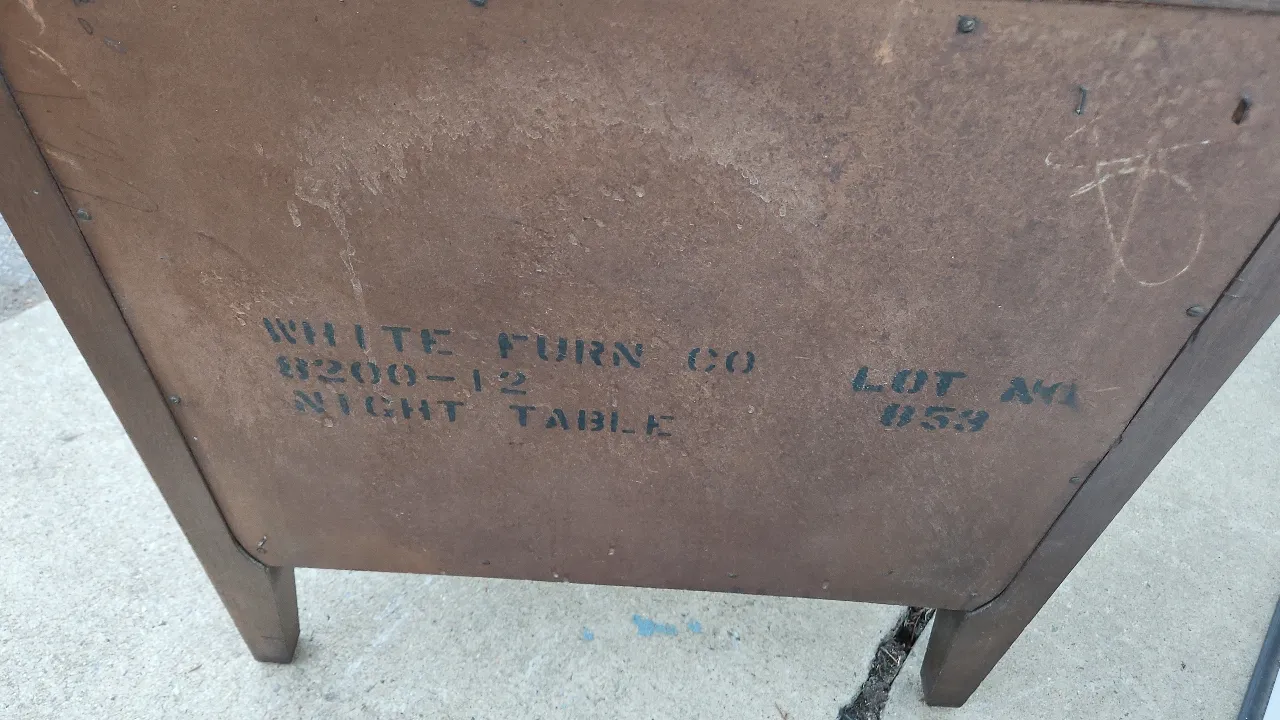 WHITE FURN CO
8200-12
NIGHT TABLE
LOT NO
853